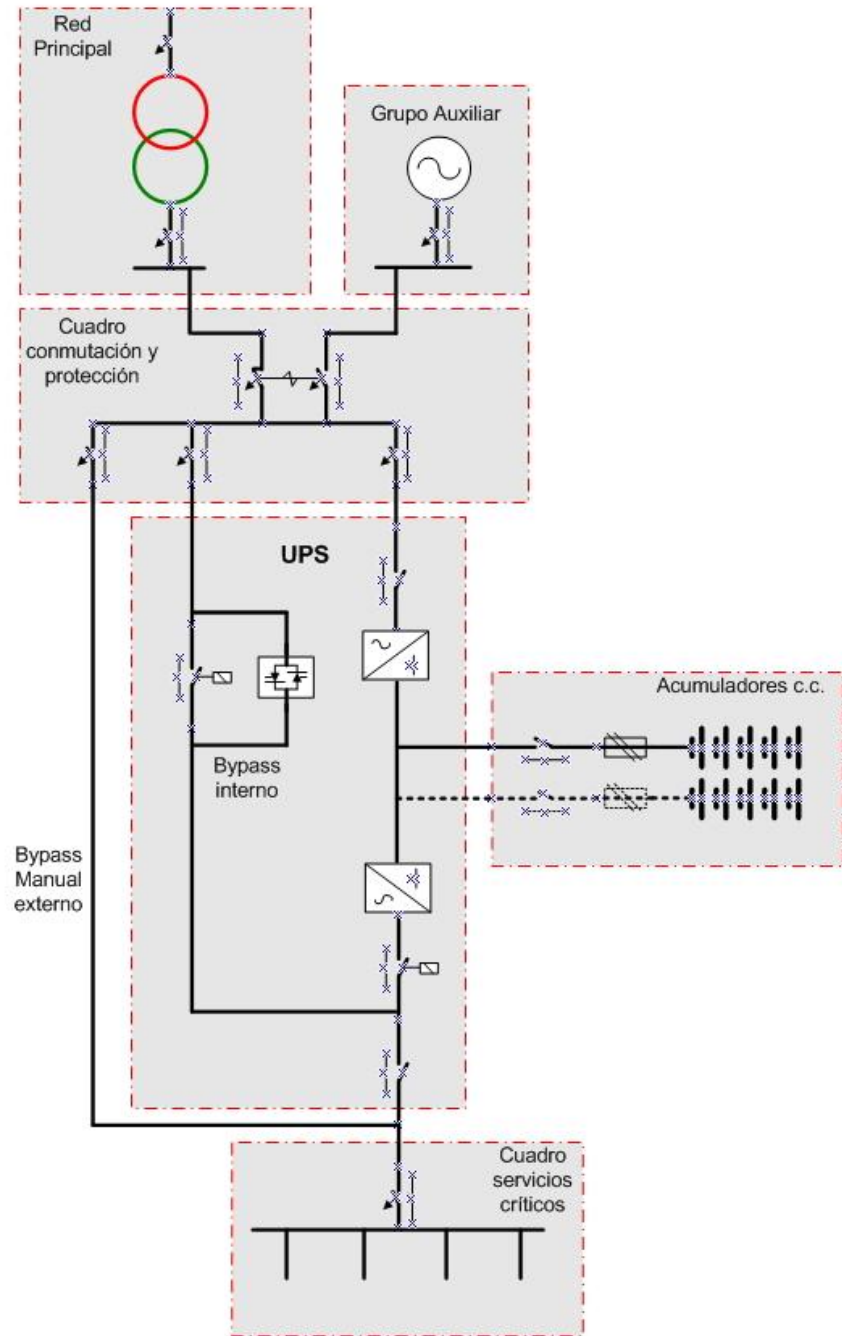 Red
Principal
Grupo Auxiliar
Cuadro
conmutación y
protección
UPS
Acumuladores c.c.
Bypass
interno
Bypass
Manual
externo
Cuadro
servicios
críticos